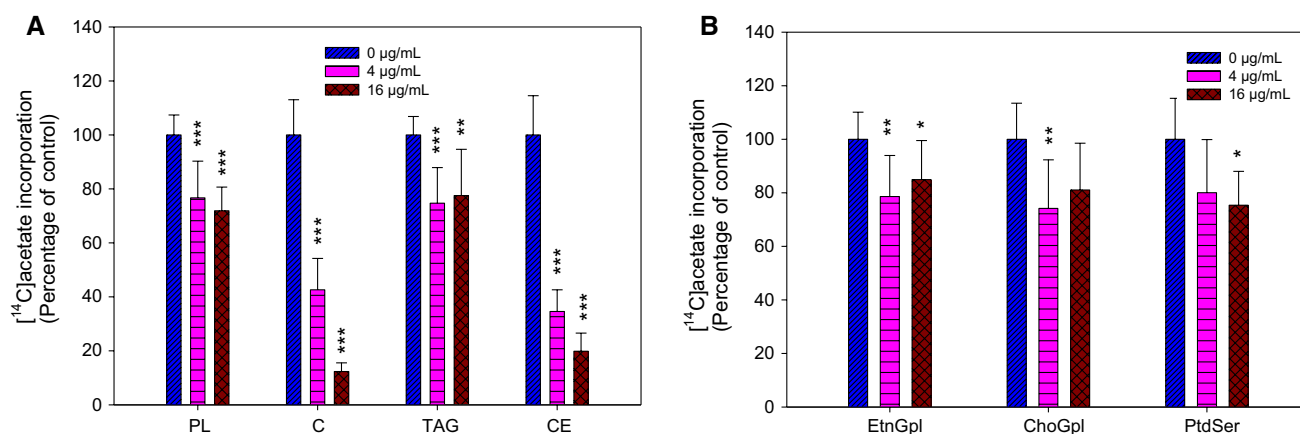 A
[¹⁴C]acetate incorporation
(Percentage of control)
140
120
100
80
60
40
20
0
0 µg/mL
4 µg/mL
16 µg/mL
***
***
***
***
***
**
***
***
PL C TAG CE
B
[¹⁴C]acetate incorporation
(Percentage of control)
140
120
100
80
60
40
20
0
0 µg/mL
4 µg/mL
16 µg/mL
**
*
**
*
EtnGpl ChoGpl PtdSer